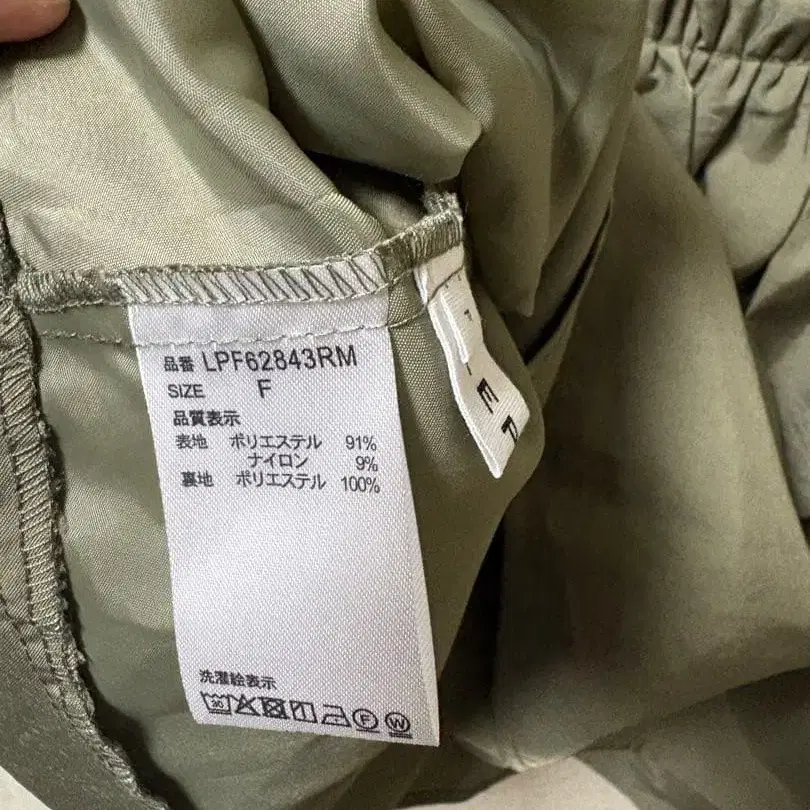 品番 LPF62843RM
SIZE F
品質表示
表地 ポリエステル 91%
ナイロン 9%
裏地 ポリエステル 100%
洗濯絵表示
30 F W
E P